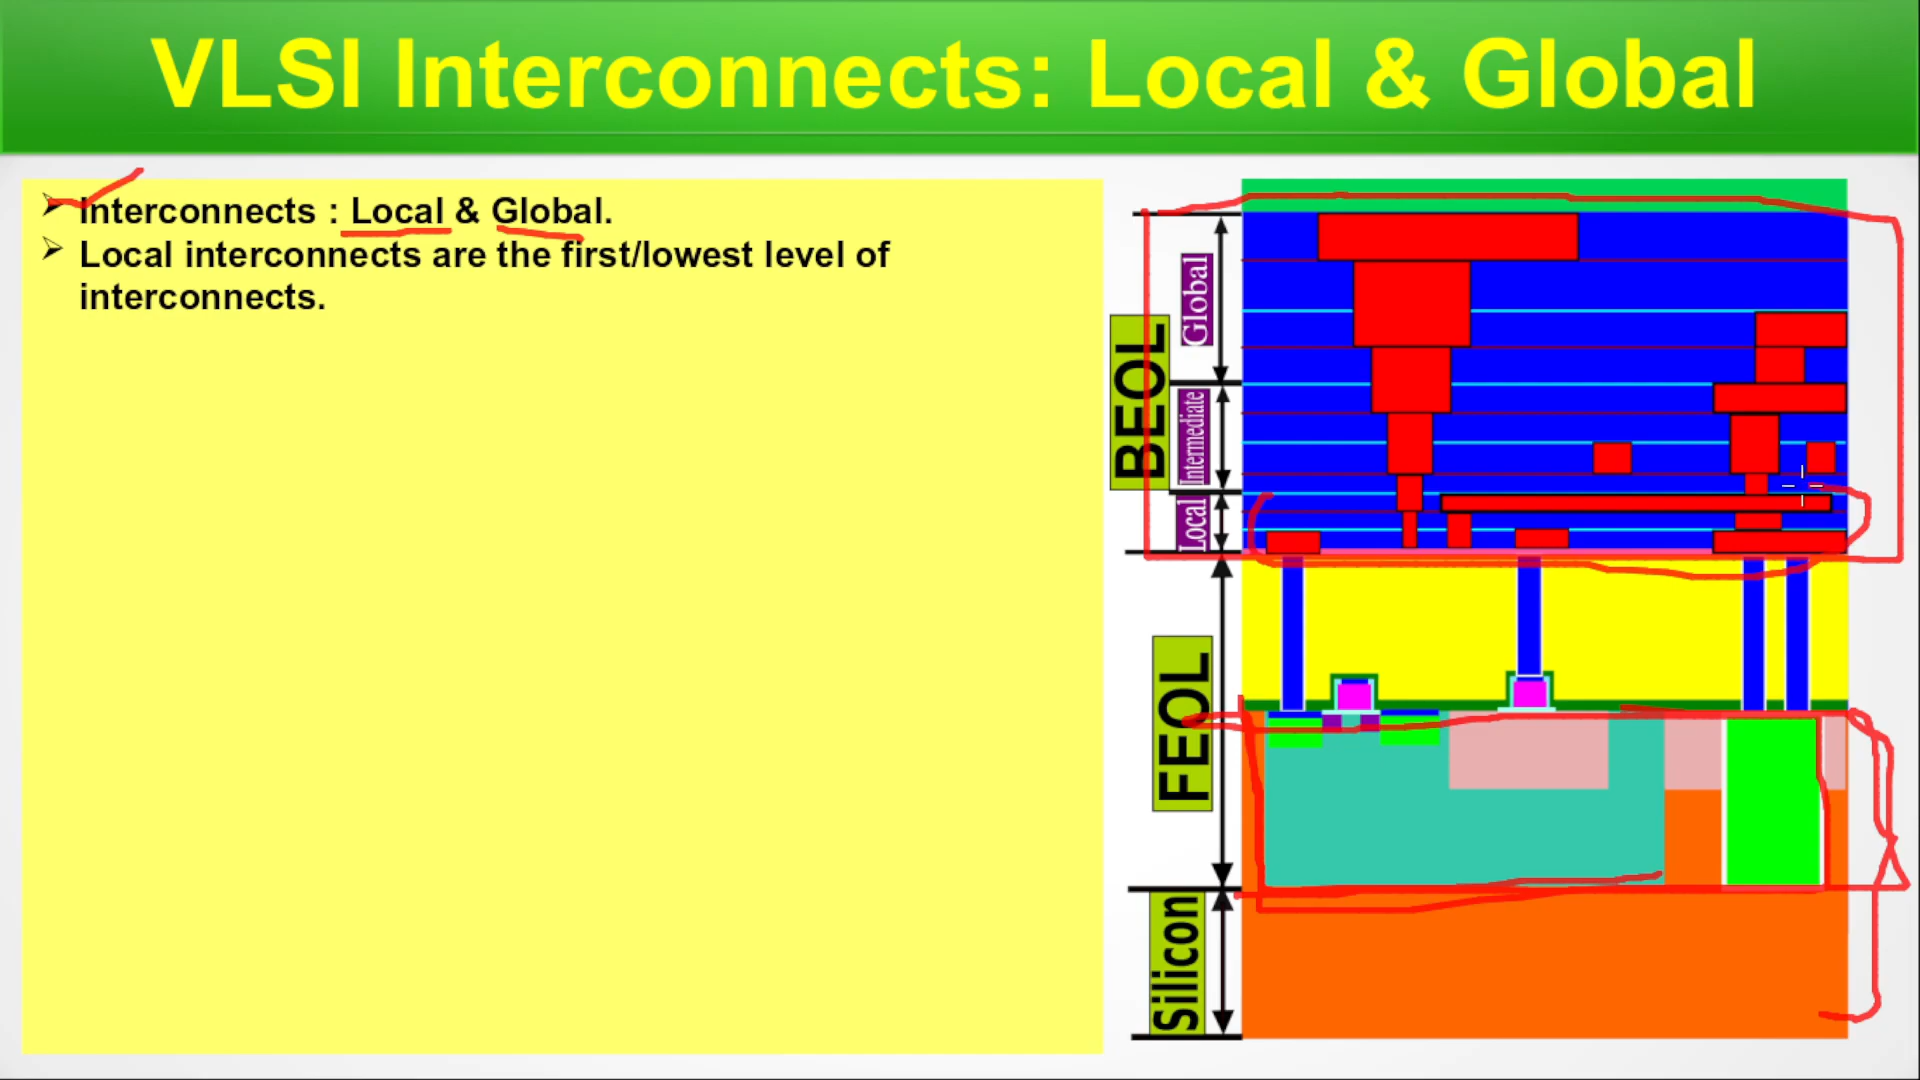 VLSI Interconnects: Local & Global
Interconnects : Local & Global.
Local interconnects are the first/lowest level of
interconnects.
BEOL
Global
Intermediate
Local
FEOL
Silicon